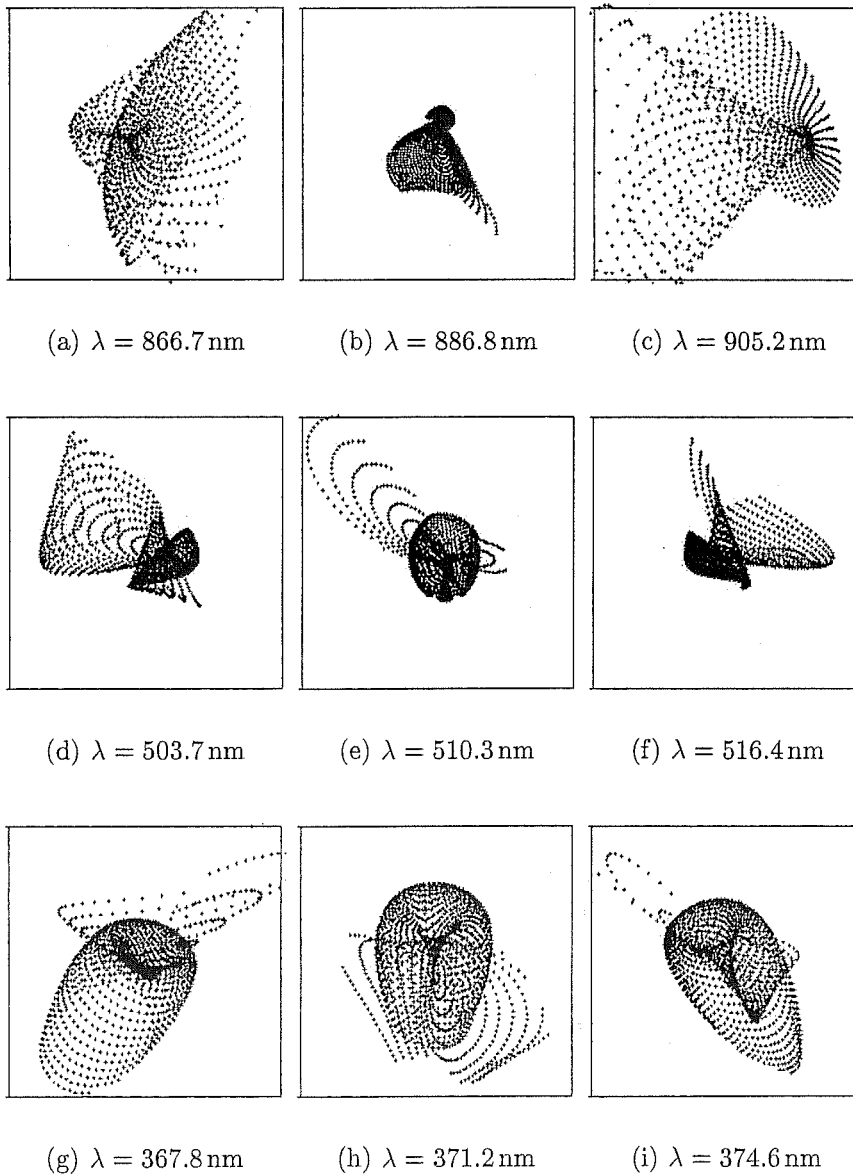 (a) λ = 866.7 nm (b) λ = 886.8 nm (c) λ = 905.2 nm
(d) λ = 503.7 nm (e) λ = 510.3 nm (f) λ = 516.4 nm
(g) λ = 367.8 nm (h) λ = 371.2 nm (i) λ = 374.6 nm